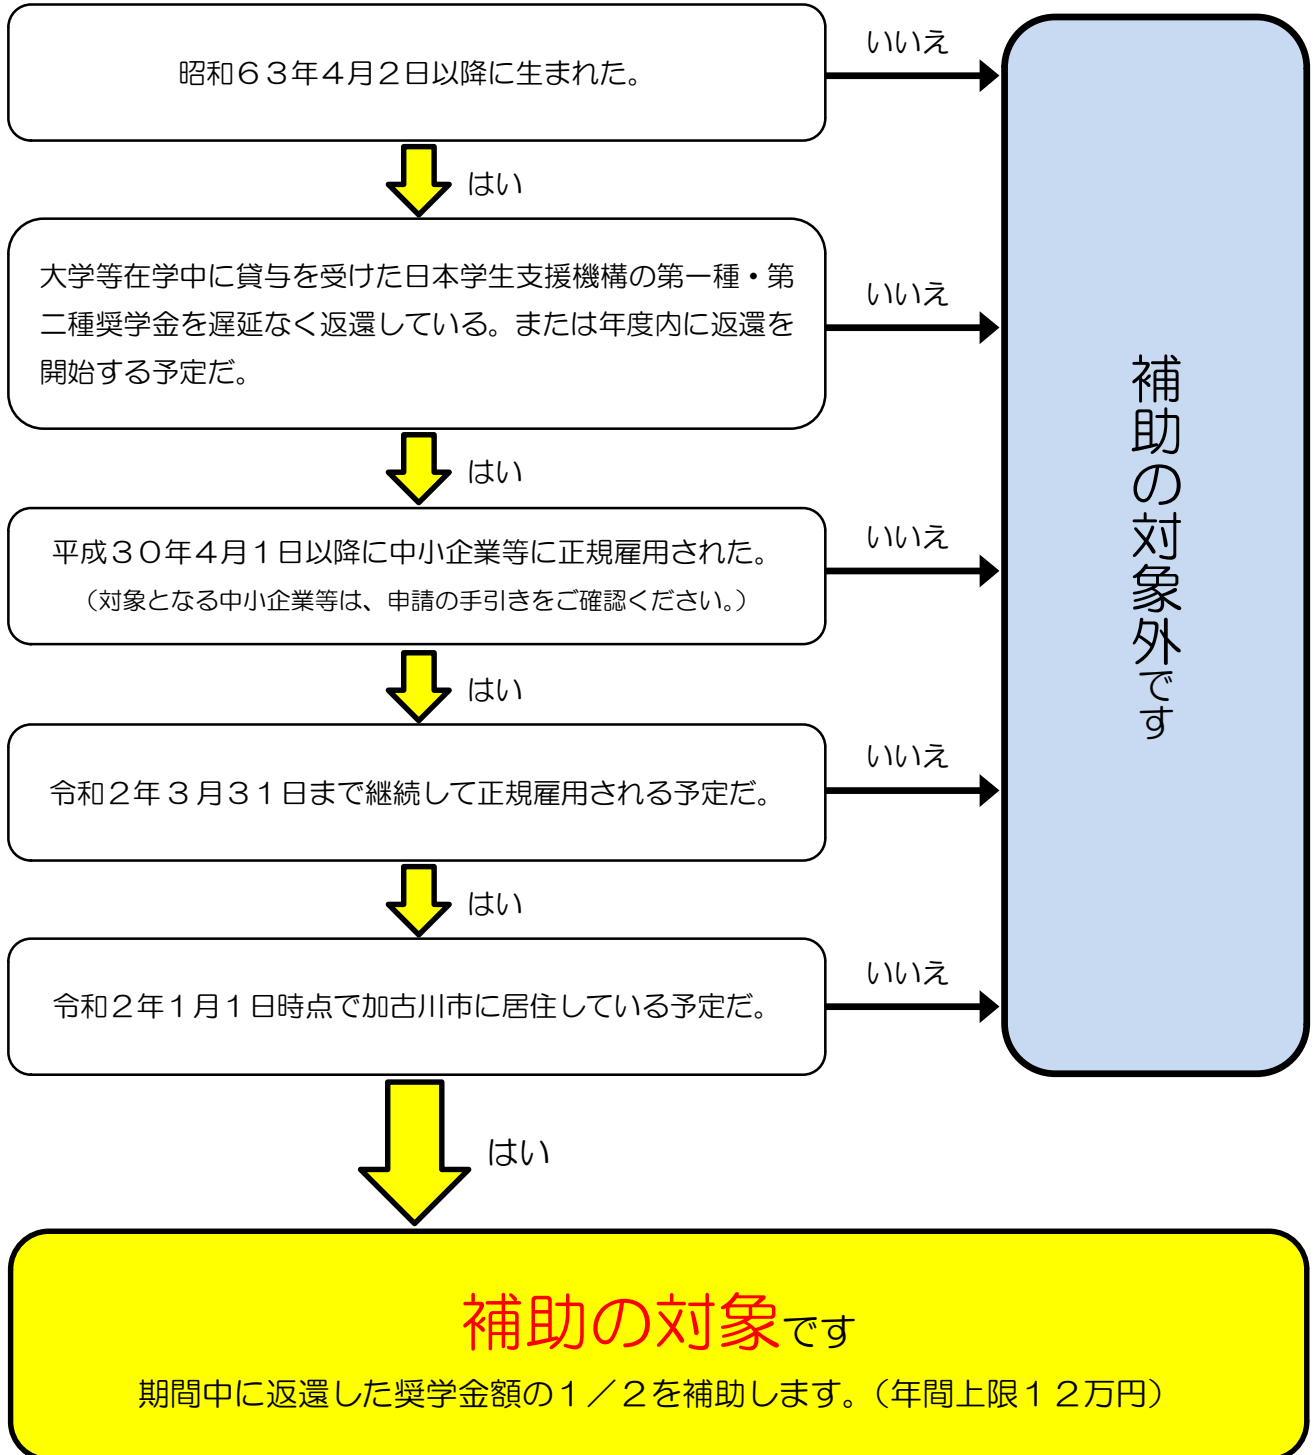 昭和６３年４月２日以降に生まれた。
いいえ
はい
大学等在学中に貸与を受けた日本学生支援機構の第一種・第
二種奨学金を遅延なく返還している。または年度内に返還を
開始する予定だ。
いいえ
はい
平成３０年４月１日以降に中小企業等に正規雇用された。
（対象となる中小企業等は、申請の手引きをご確認ください。）
いいえ
はい
令和２年３月３１日まで継続して正規雇用される予定だ。
いいえ
はい
令和２年１月１日時点で加古川市に居住している予定だ。
いいえ
はい
補助の対象外です
補助の対象です
期間中に返還した奨学金額の１／２を補助します。（年間上限１２万円）